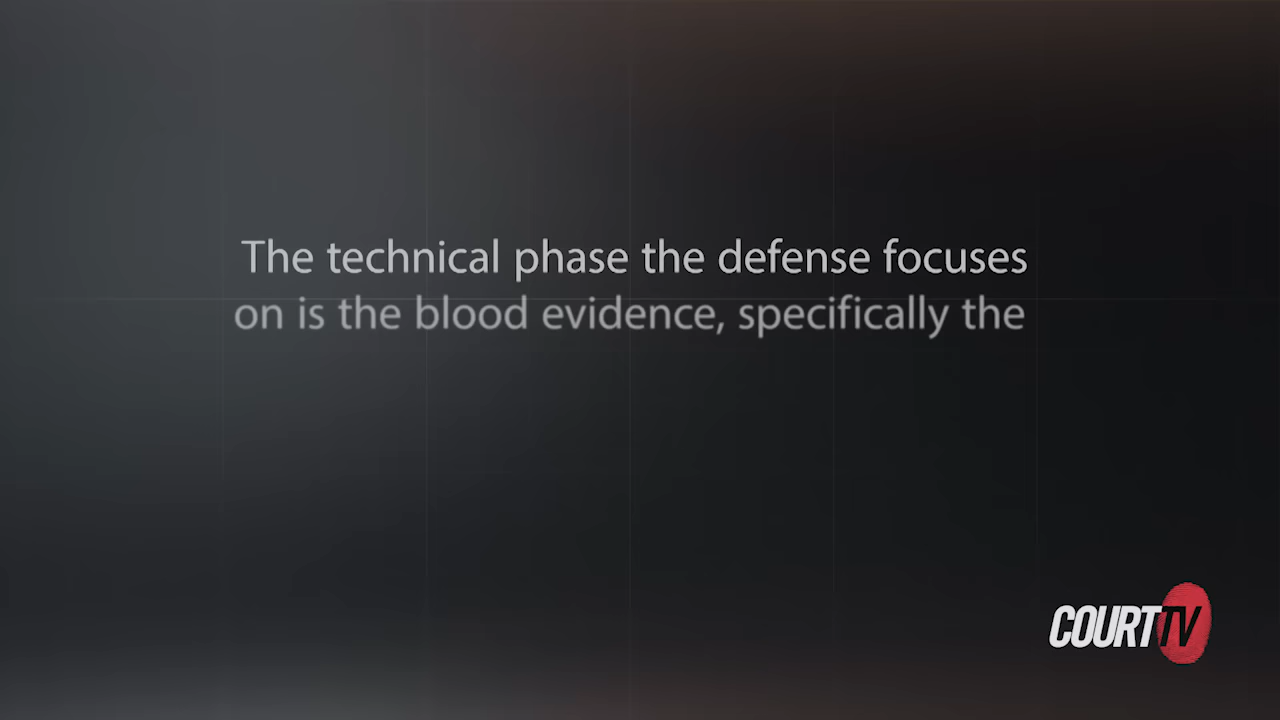 The technical phase the defense focuses
on is the blood evidence, specifically the
COURT TV